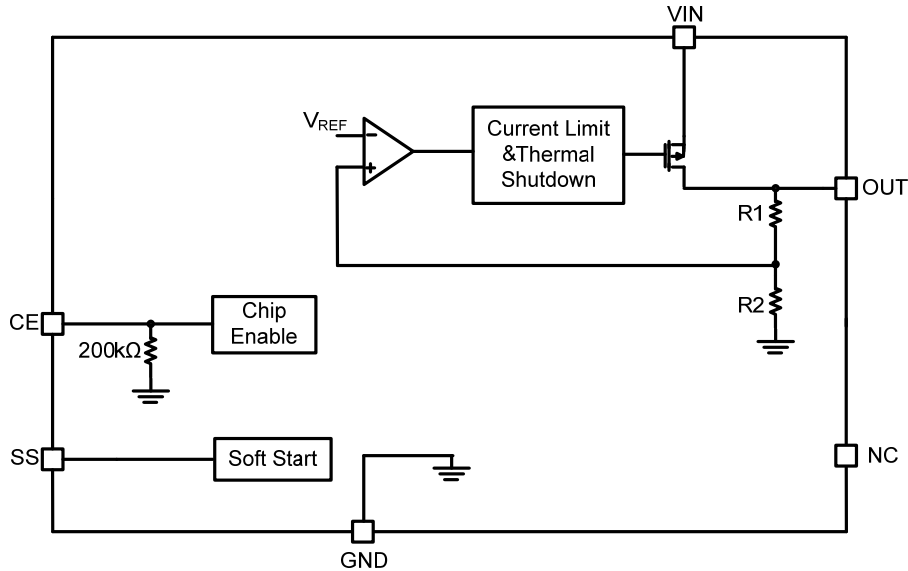 VIN
VREF
−
+
Current Limit
&Thermal
Shutdown
OUT
R1
R2
CE
200kΩ
Chip
Enable
SS
Soft Start
NC
GND